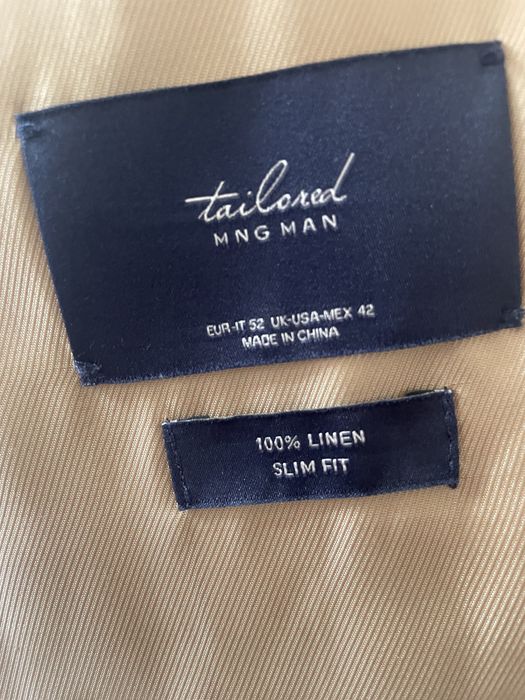 tailored
MNG MAN
EUR-IT 52 UK-USA-MEX 42
MADE IN CHINA
100% LINEN
SLIM FIT